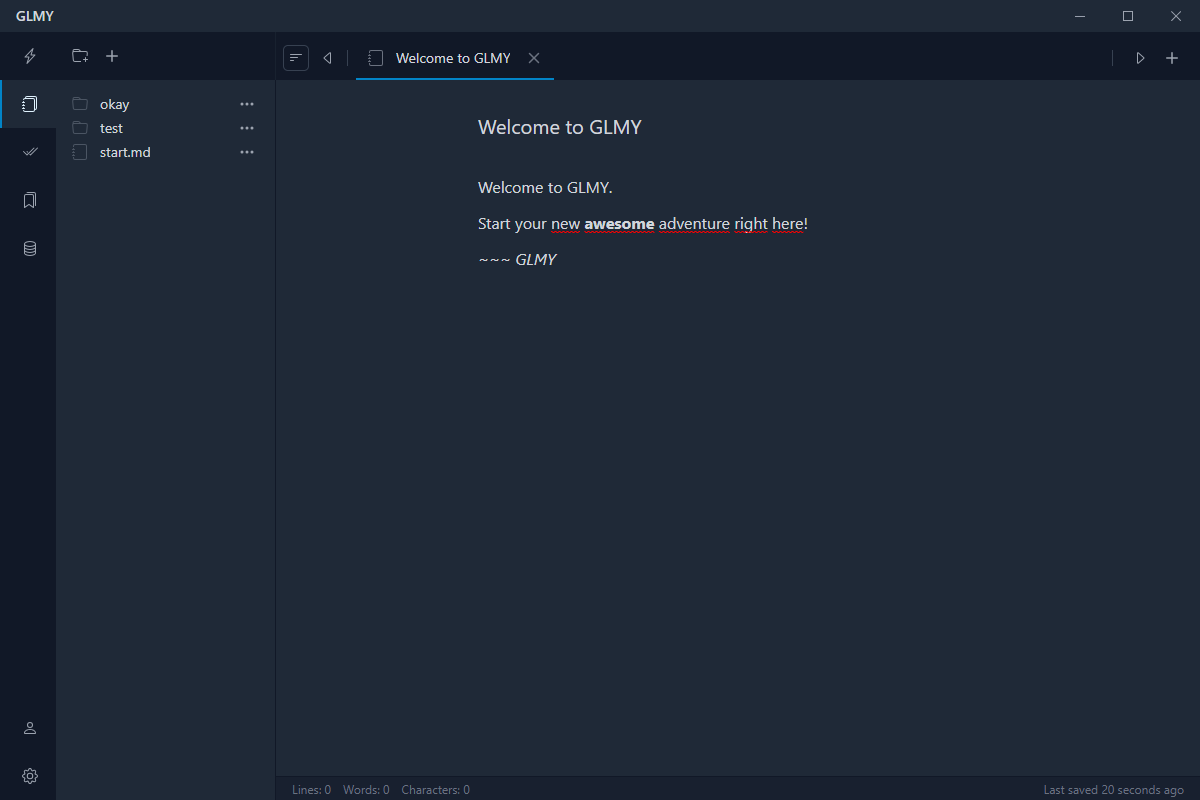 GLMY
Welcome to GLMY
okay
test
start.md
Welcome to GLMY
Welcome to GLMY.
Start your new awesome adventure right here!
~~~ GLMY
Lines: 0 Words: 0 Characters: 0
Last saved 20 seconds ago